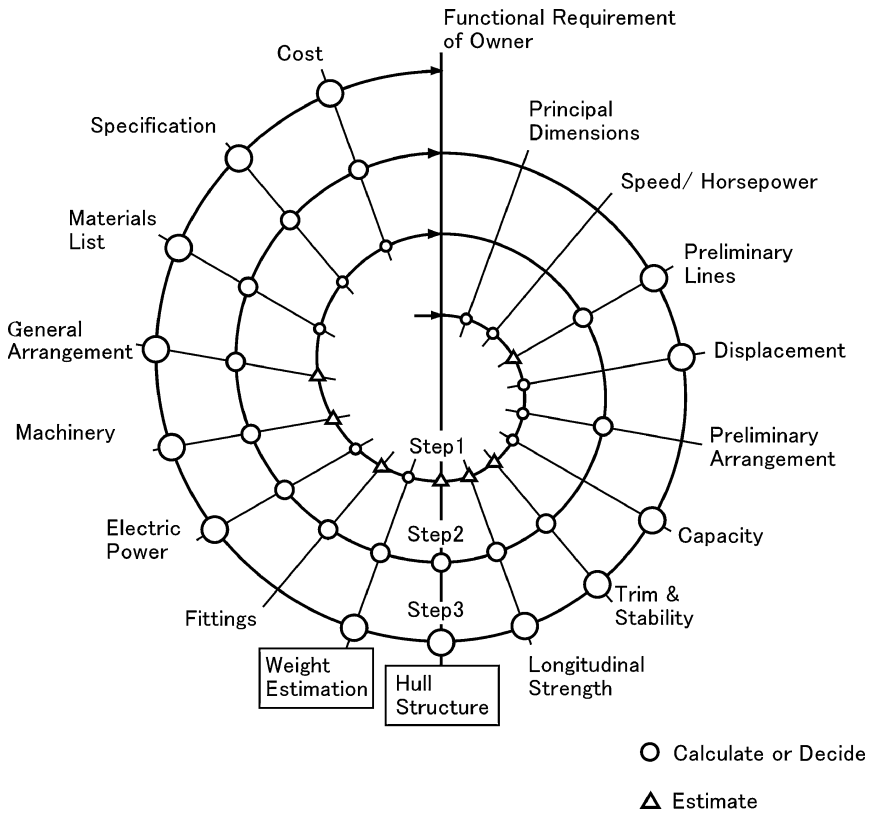 Functional Requirement
of Owner
Cost
Principal
Dimensions
Specification
Speed/ Horsepower
Materials
List
Preliminary
Lines
General
Arrangement
Displacement
Machinery
Step1
Preliminary
Arrangement
Electric
Power
Step2
Capacity
Step3
Trim &
Stability
Fittings
Weight
Estimation
Hull
Structure
Longitudinal
Strength
Calculate or Decide
Estimate